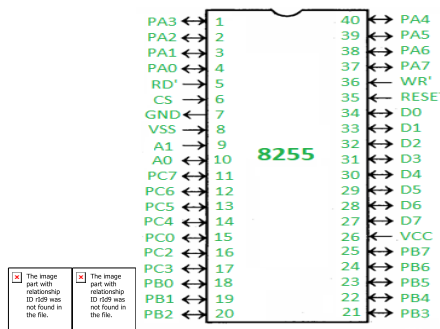 PA3 1 40 PA4
PA2 2 39 PA5
PA1 3 38 PA6
PA0 4 37 PA7
RD' 5 36 WR'
CS 6 35 RESE
GND 7 34 D0
VSS 8 33 D1
A1 9 32 D2
8255
A0 10 31 D3
PC7 11 30 D4
PC6 12 29 D5
PC5 13 28 D6
PC4 14 27 D7
PC0 15 26 VCC
PC2 16 25 PB7
PC3 17 24 PB6
PB0 18 23 PB5
PB1 19 22 PB4
PB2 20 21 PB3
The image
part with
relationship
ID rId9 was
not found in
the file.
The image
part with
relationship
ID rId9 was
not found in
the file.